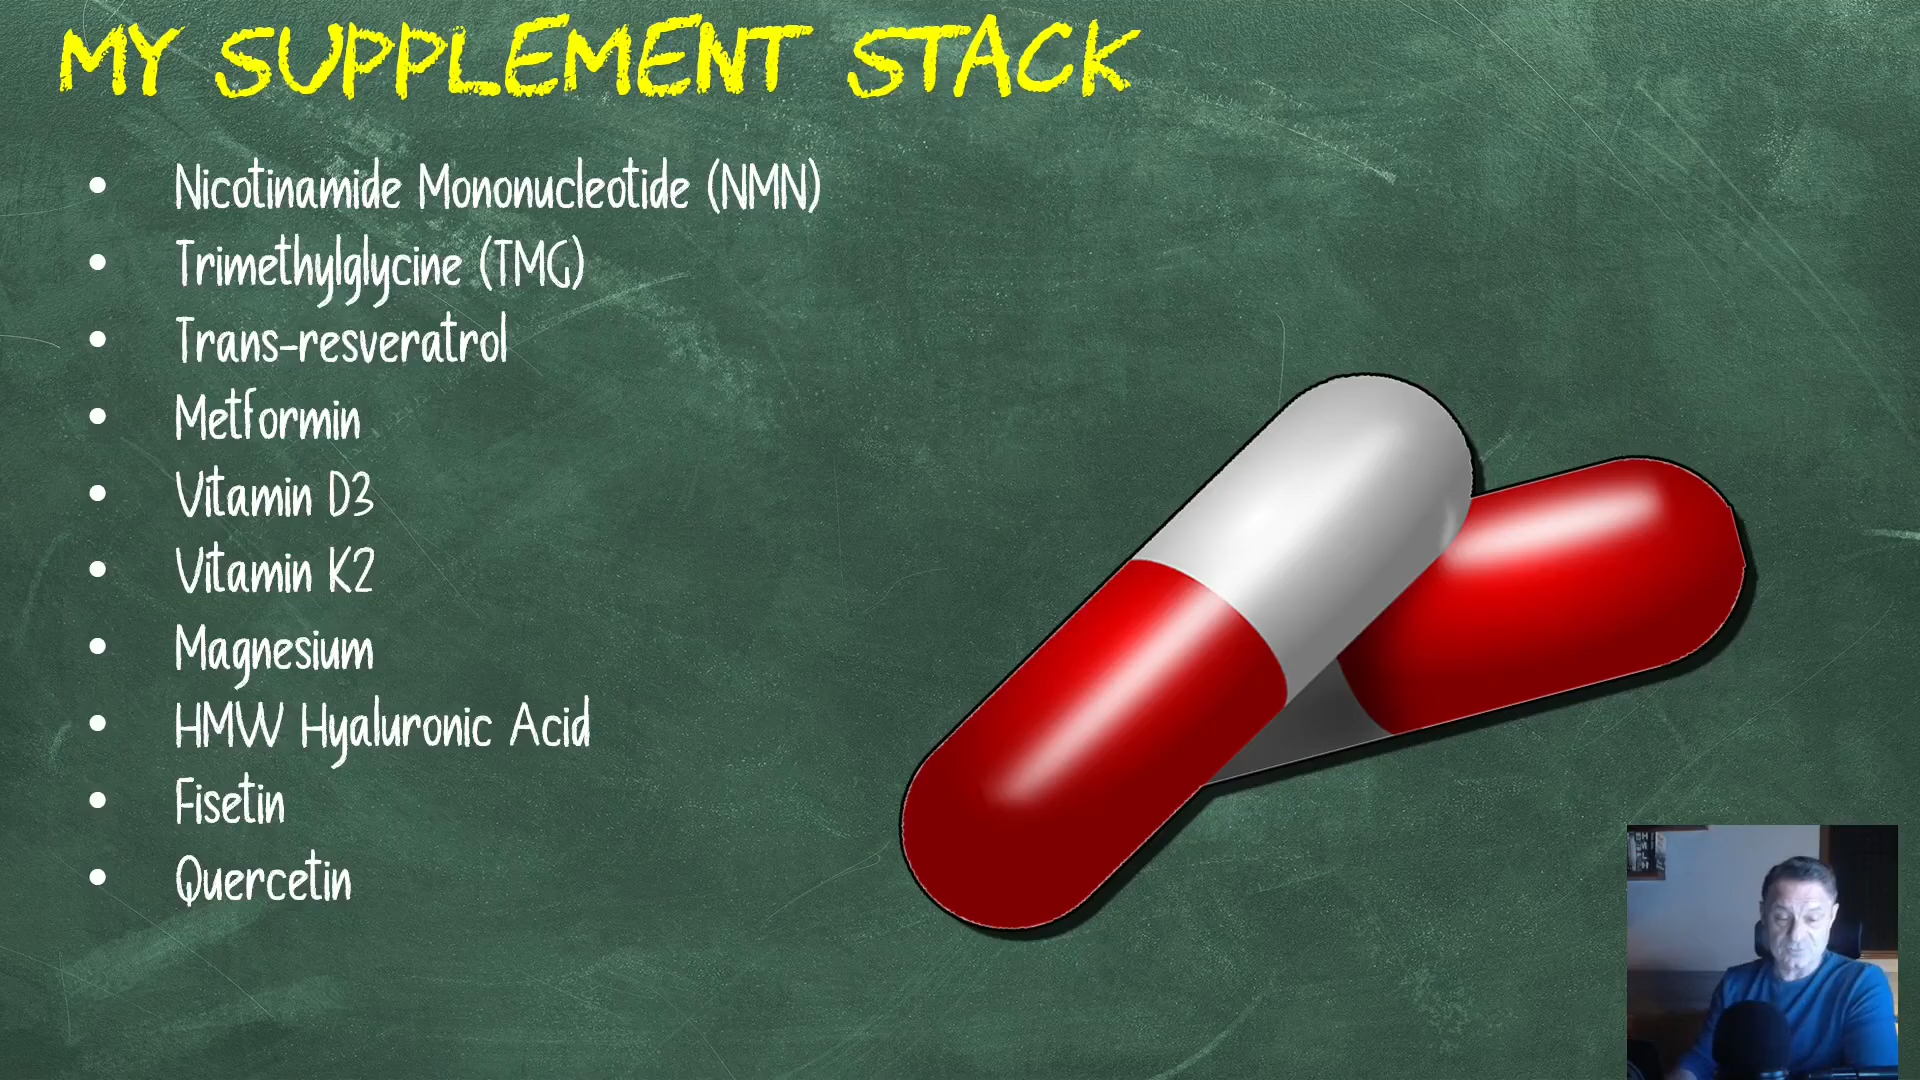 MY SUPPLEMENT STACK
• Nicotinamide Mononucleotide (NMN)
• Trimethylglycine (TMG)
• Trans-resveratrol
• Metformin
• Vitamin D3
• Vitamin K2
• Magnesium
• HMW Hyaluronic Acid
• Fisetin
• Quercetin